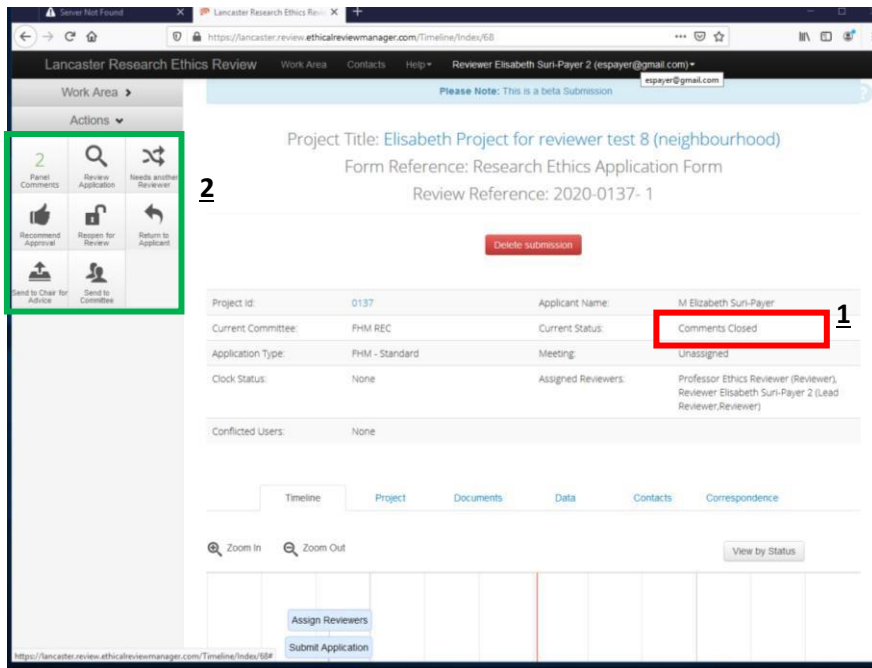 Server Not Found
Lancaster Research Ethics Revi
https://lancaster.review.ethicalreviewmanager.com/Timeline/Index/68
Lancaster Research Ethics Review Work Area Contacts Help Reviewer Elisabeth Suri-Payer 2 (espayer@gmail.com)
espayer@gmail.com
Work Area
Please Note: This is a beta Submission
Actions
Project Title: Elisabeth Project for reviewer test 8 (neighbourhood)
Form Reference: Research Ethics Application Form
Review Reference: 2020-0137- 1
2
Panel Comments
Review Application
Needs another Reviewer
2
Recommend Approval
Reopen for Review
Return to Applicant
Send to Chair for Advice
Send to Committee
Delete submission
Project Id: 0137 Applicant Name: M Elizabeth Suri-Payer
1
Current Committee: FHM REC Current Status: Comments Closed
Application Type: FHM - Standard Meeting: Unassigned
Clock Status: None Assigned Reviewers: Professor Ethics Reviewer (Reviewer),
Reviewer Elisabeth Suri-Payer 2 (Lead
Reviewer,Reviewer)
Conflicted Users: None
Timeline Project Documents Data Contacts Correspondence
Zoom In Zoom Out View by Status
Assign Reviewers
Submit Application
https://lancaster.review.ethicalreviewmanager.com/Timeline/Index/68#